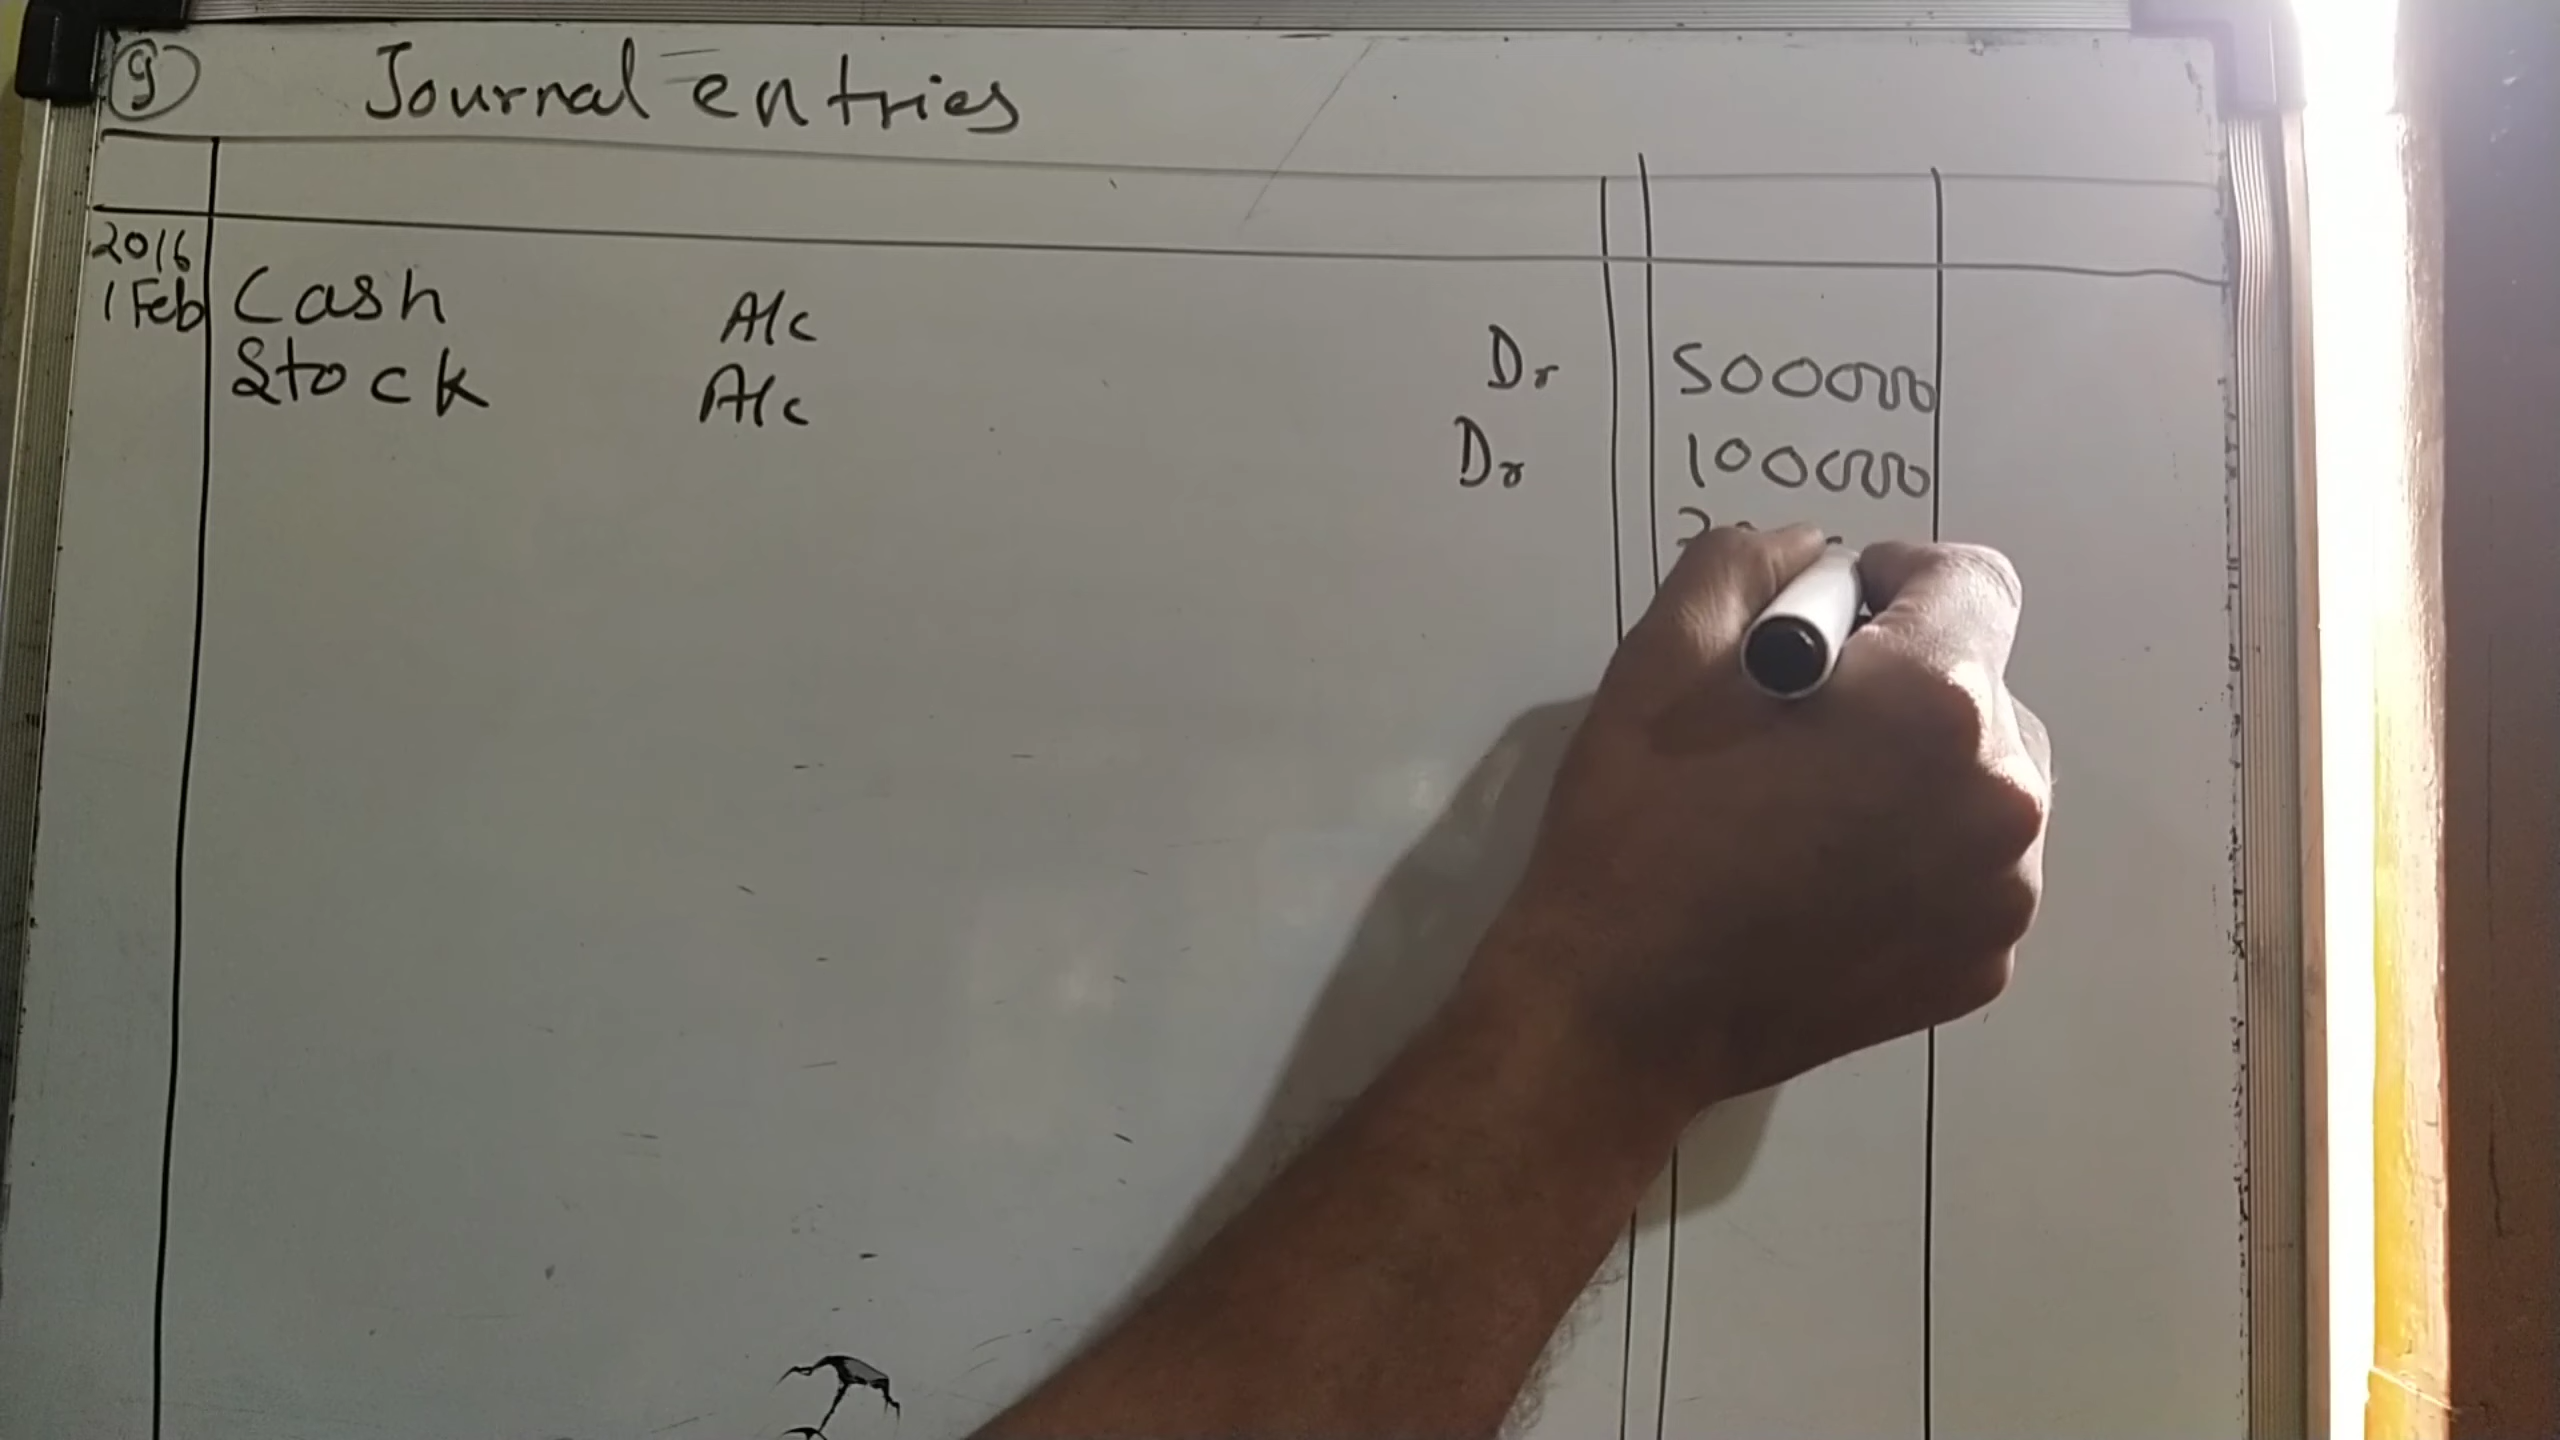 9 Journal entries
2016
1 Feb Cash A/c Dr 500000
Stock A/c Dr 100000